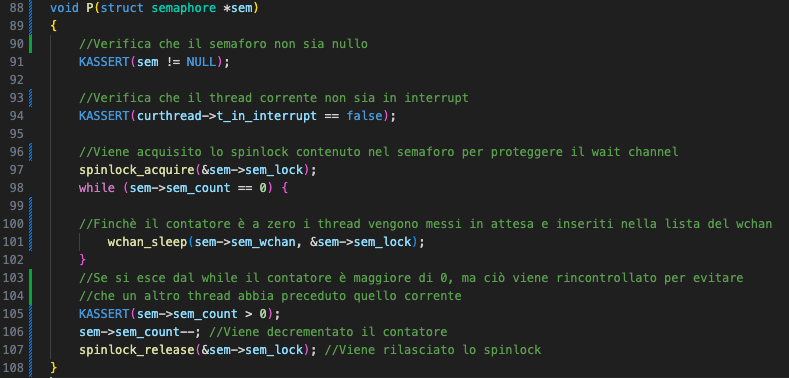 88 void P(struct semaphore *sem)
89 {
90 //Verifica che il semaforo non sia nullo
91 KASSERT(sem != NULL);
92
93 //Verifica che il thread corrente non sia in interrupt
94 KASSERT(curthread->t_in_interrupt == false);
95
96 //Viene acquisito lo spinlock contenuto nel semaforo per proteggere il wait channel
97 spinlock_acquire(&sem->sem_lock);
98 while (sem->sem_count == 0) {
99
100 //Finchè il contatore è a zero i thread vengono messi in attesa e inseriti nella lista del wchan
101 wchan_sleep(sem->sem_wchan, &sem->sem_lock);
102 }
103 //Se si esce dal while il contatore è maggiore di 0, ma ciò viene rincontrollato per evitare
104 //che un altro thread abbia preceduto quello corrente
105 KASSERT(sem->sem_count > 0);
106 sem->sem_count--; //Viene decrementato il contatore
107 spinlock_release(&sem->sem_lock); //Viene rilasciato lo spinlock
108 }